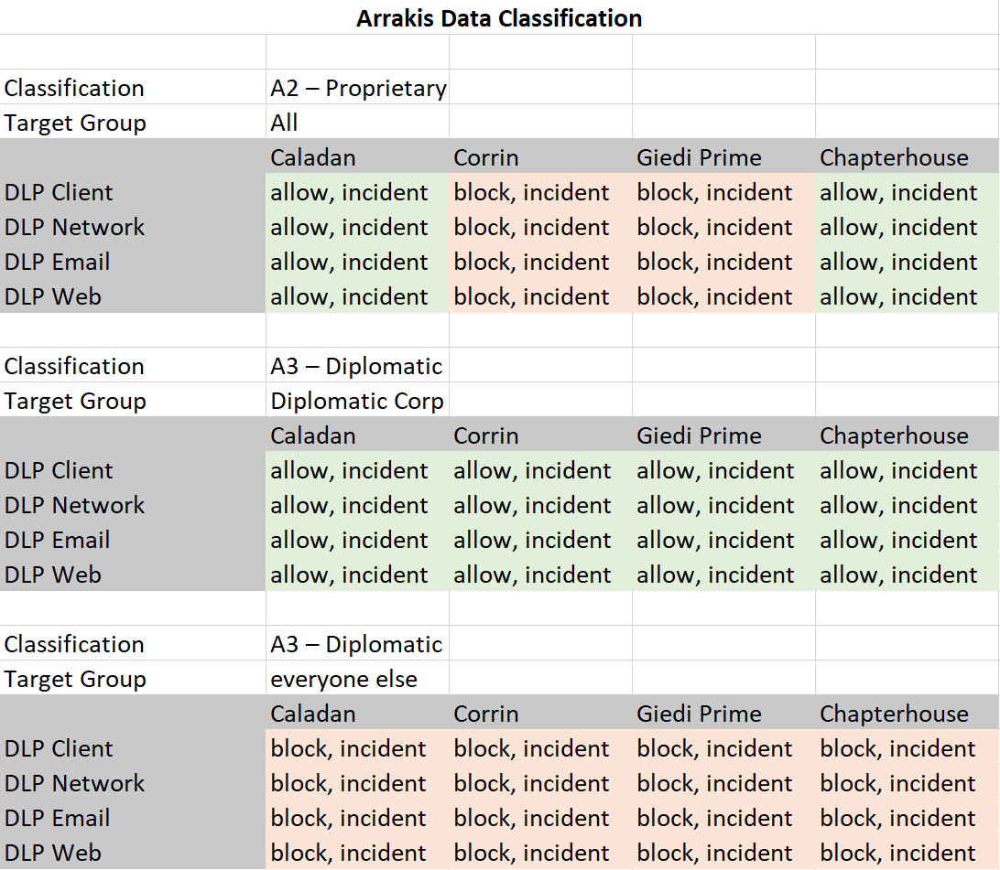 Arrakis Data Classification
Classification A2 – Proprietary
Target Group All
Caladan Corrin Giedi Prime Chapterhouse
DLP Client allow, incident block, incident block, incident allow, incident
DLP Network allow, incident block, incident block, incident allow, incident
DLP Email allow, incident block, incident block, incident allow, incident
DLP Web allow, incident block, incident block, incident allow, incident
Classification A3 – Diplomatic
Target Group Diplomatic Corp
Caladan Corrin Giedi Prime Chapterhouse
DLP Client allow, incident allow, incident allow, incident allow, incident
DLP Network allow, incident allow, incident allow, incident allow, incident
DLP Email allow, incident allow, incident allow, incident allow, incident
DLP Web allow, incident allow, incident allow, incident allow, incident
Classification A3 – Diplomatic
Target Group everyone else
Caladan Corrin Giedi Prime Chapterhouse
DLP Client block, incident block, incident block, incident block, incident
DLP Network block, incident block, incident block, incident block, incident
DLP Email block, incident block, incident block, incident block, incident
DLP Web block, incident block, incident block, incident block, incident